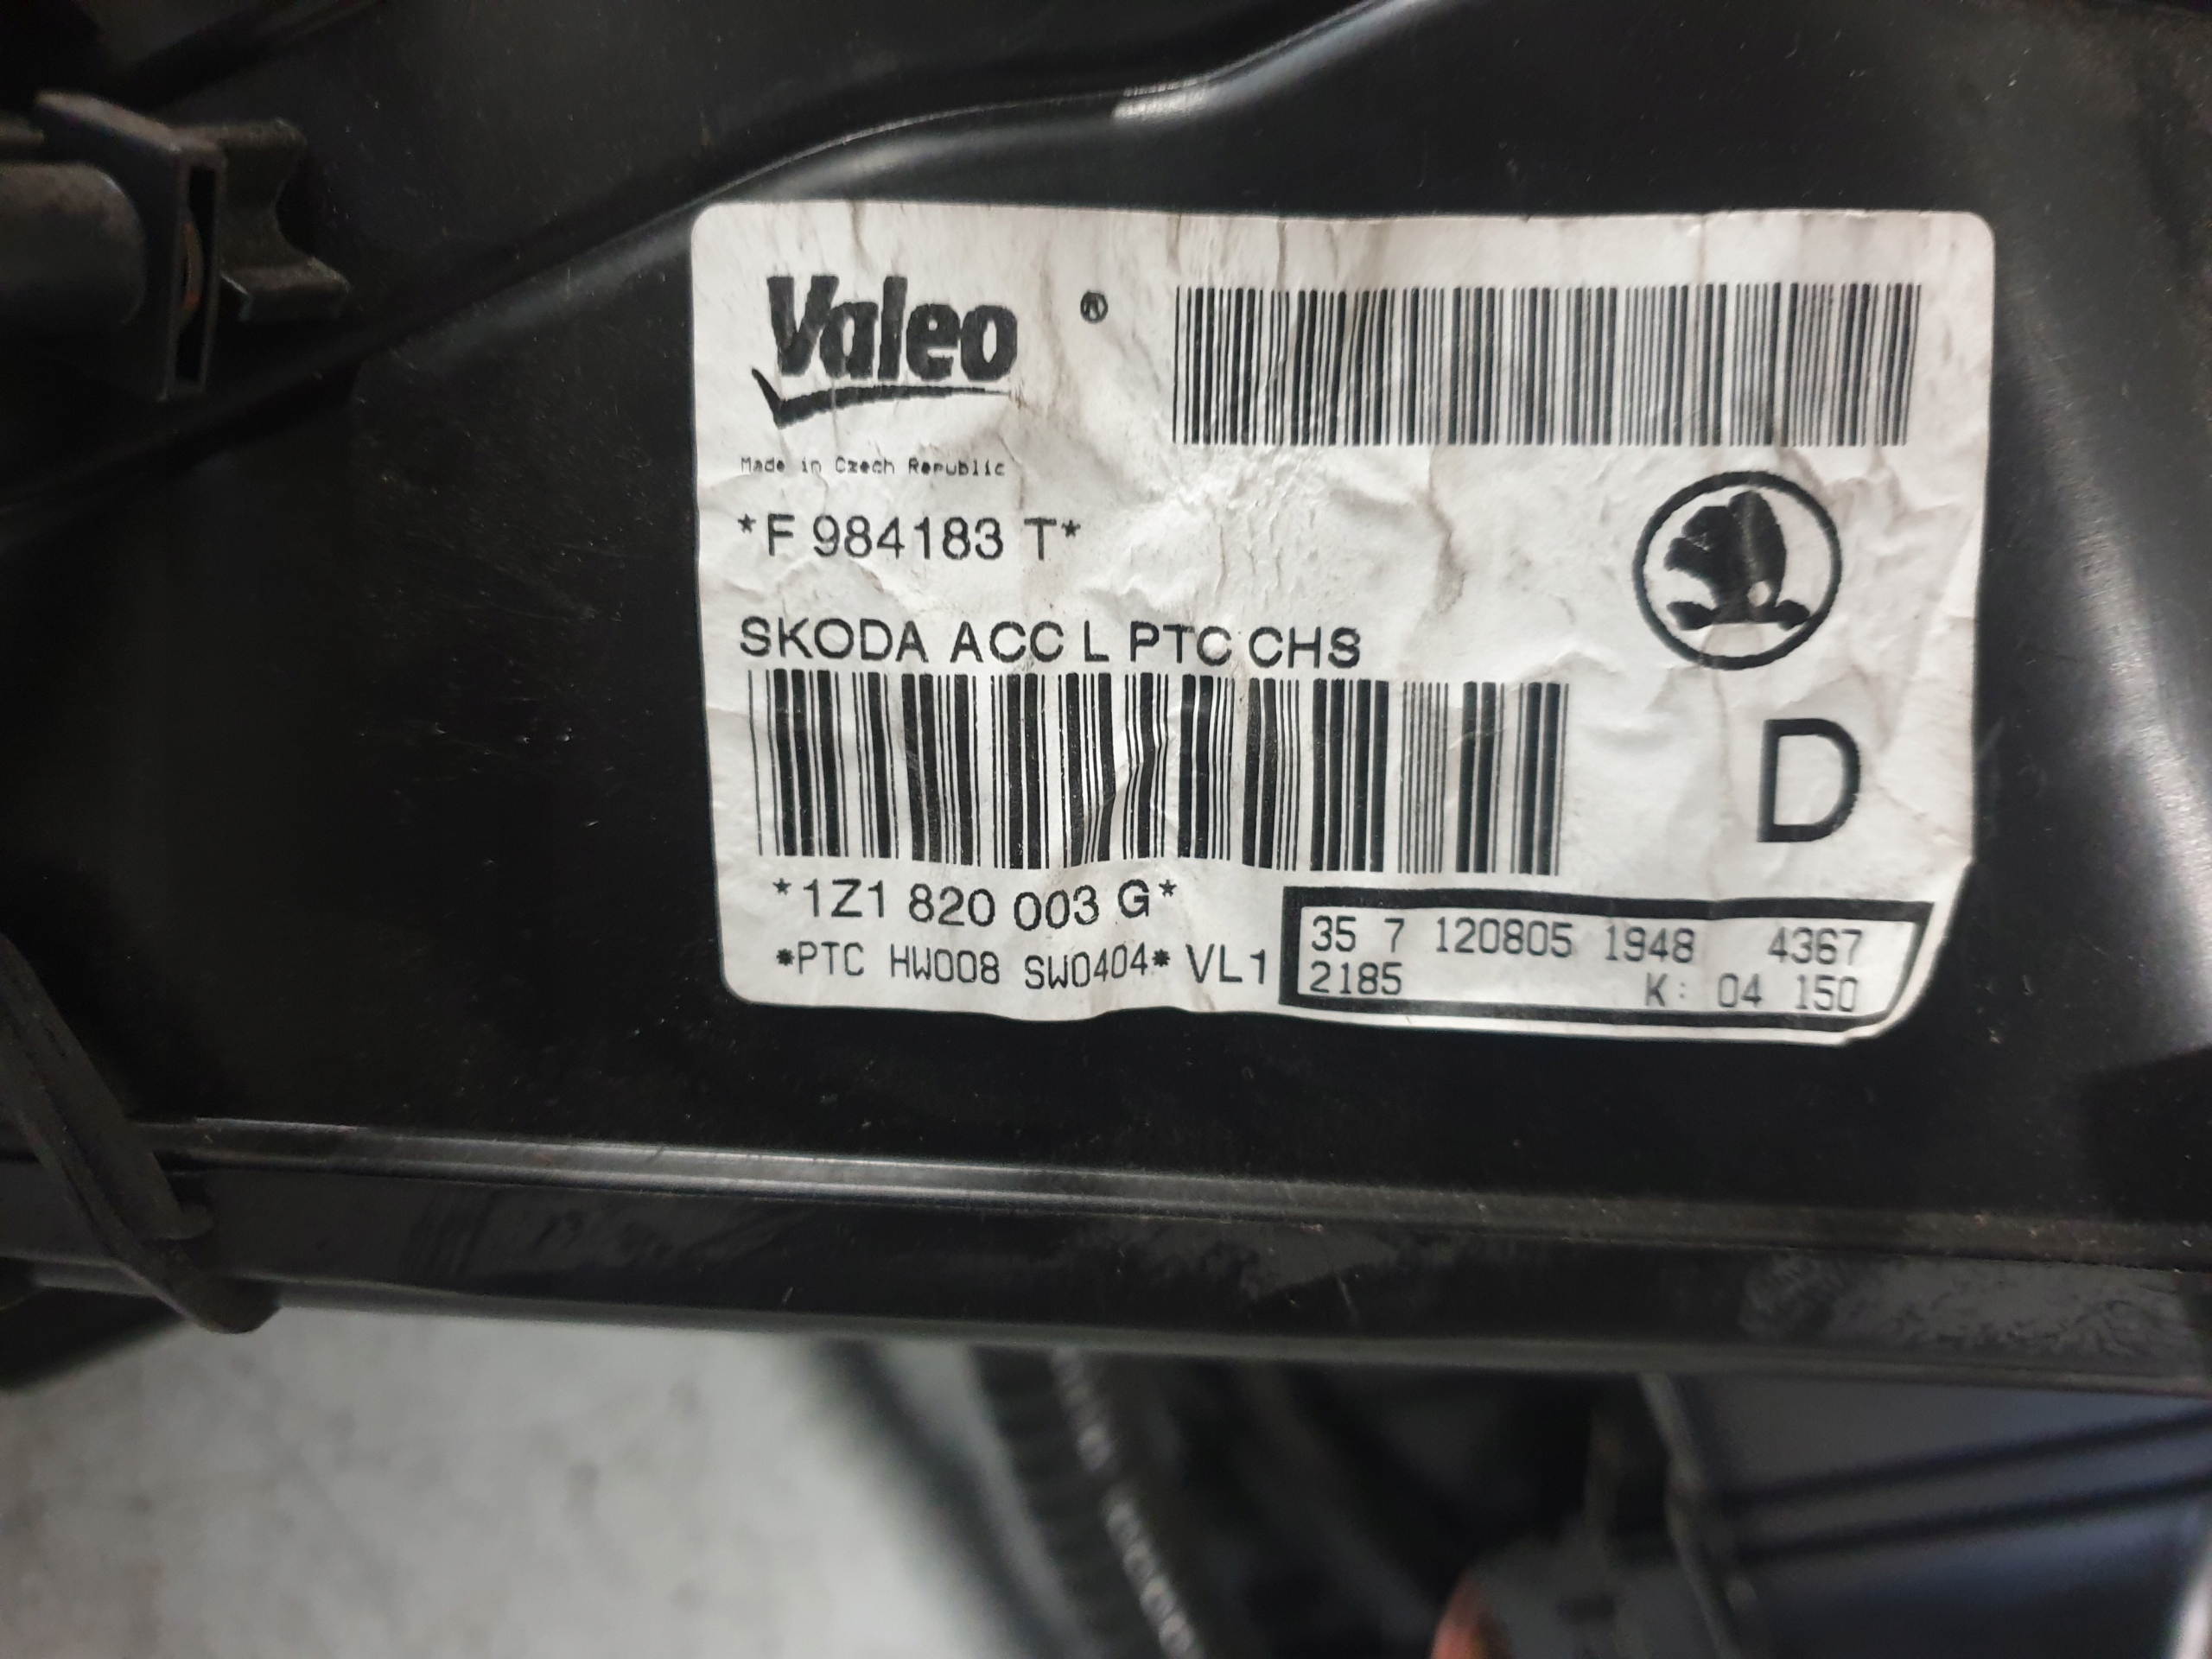 Valeo ®
Made in Czech Republic
*F 984183 T*
SKODA ACC L PTC CHS
D
*1Z1 820 003 G*
*PTC HW008 SW0404* VL1
35 7 120805 1948 4367
2185 K: 04 150